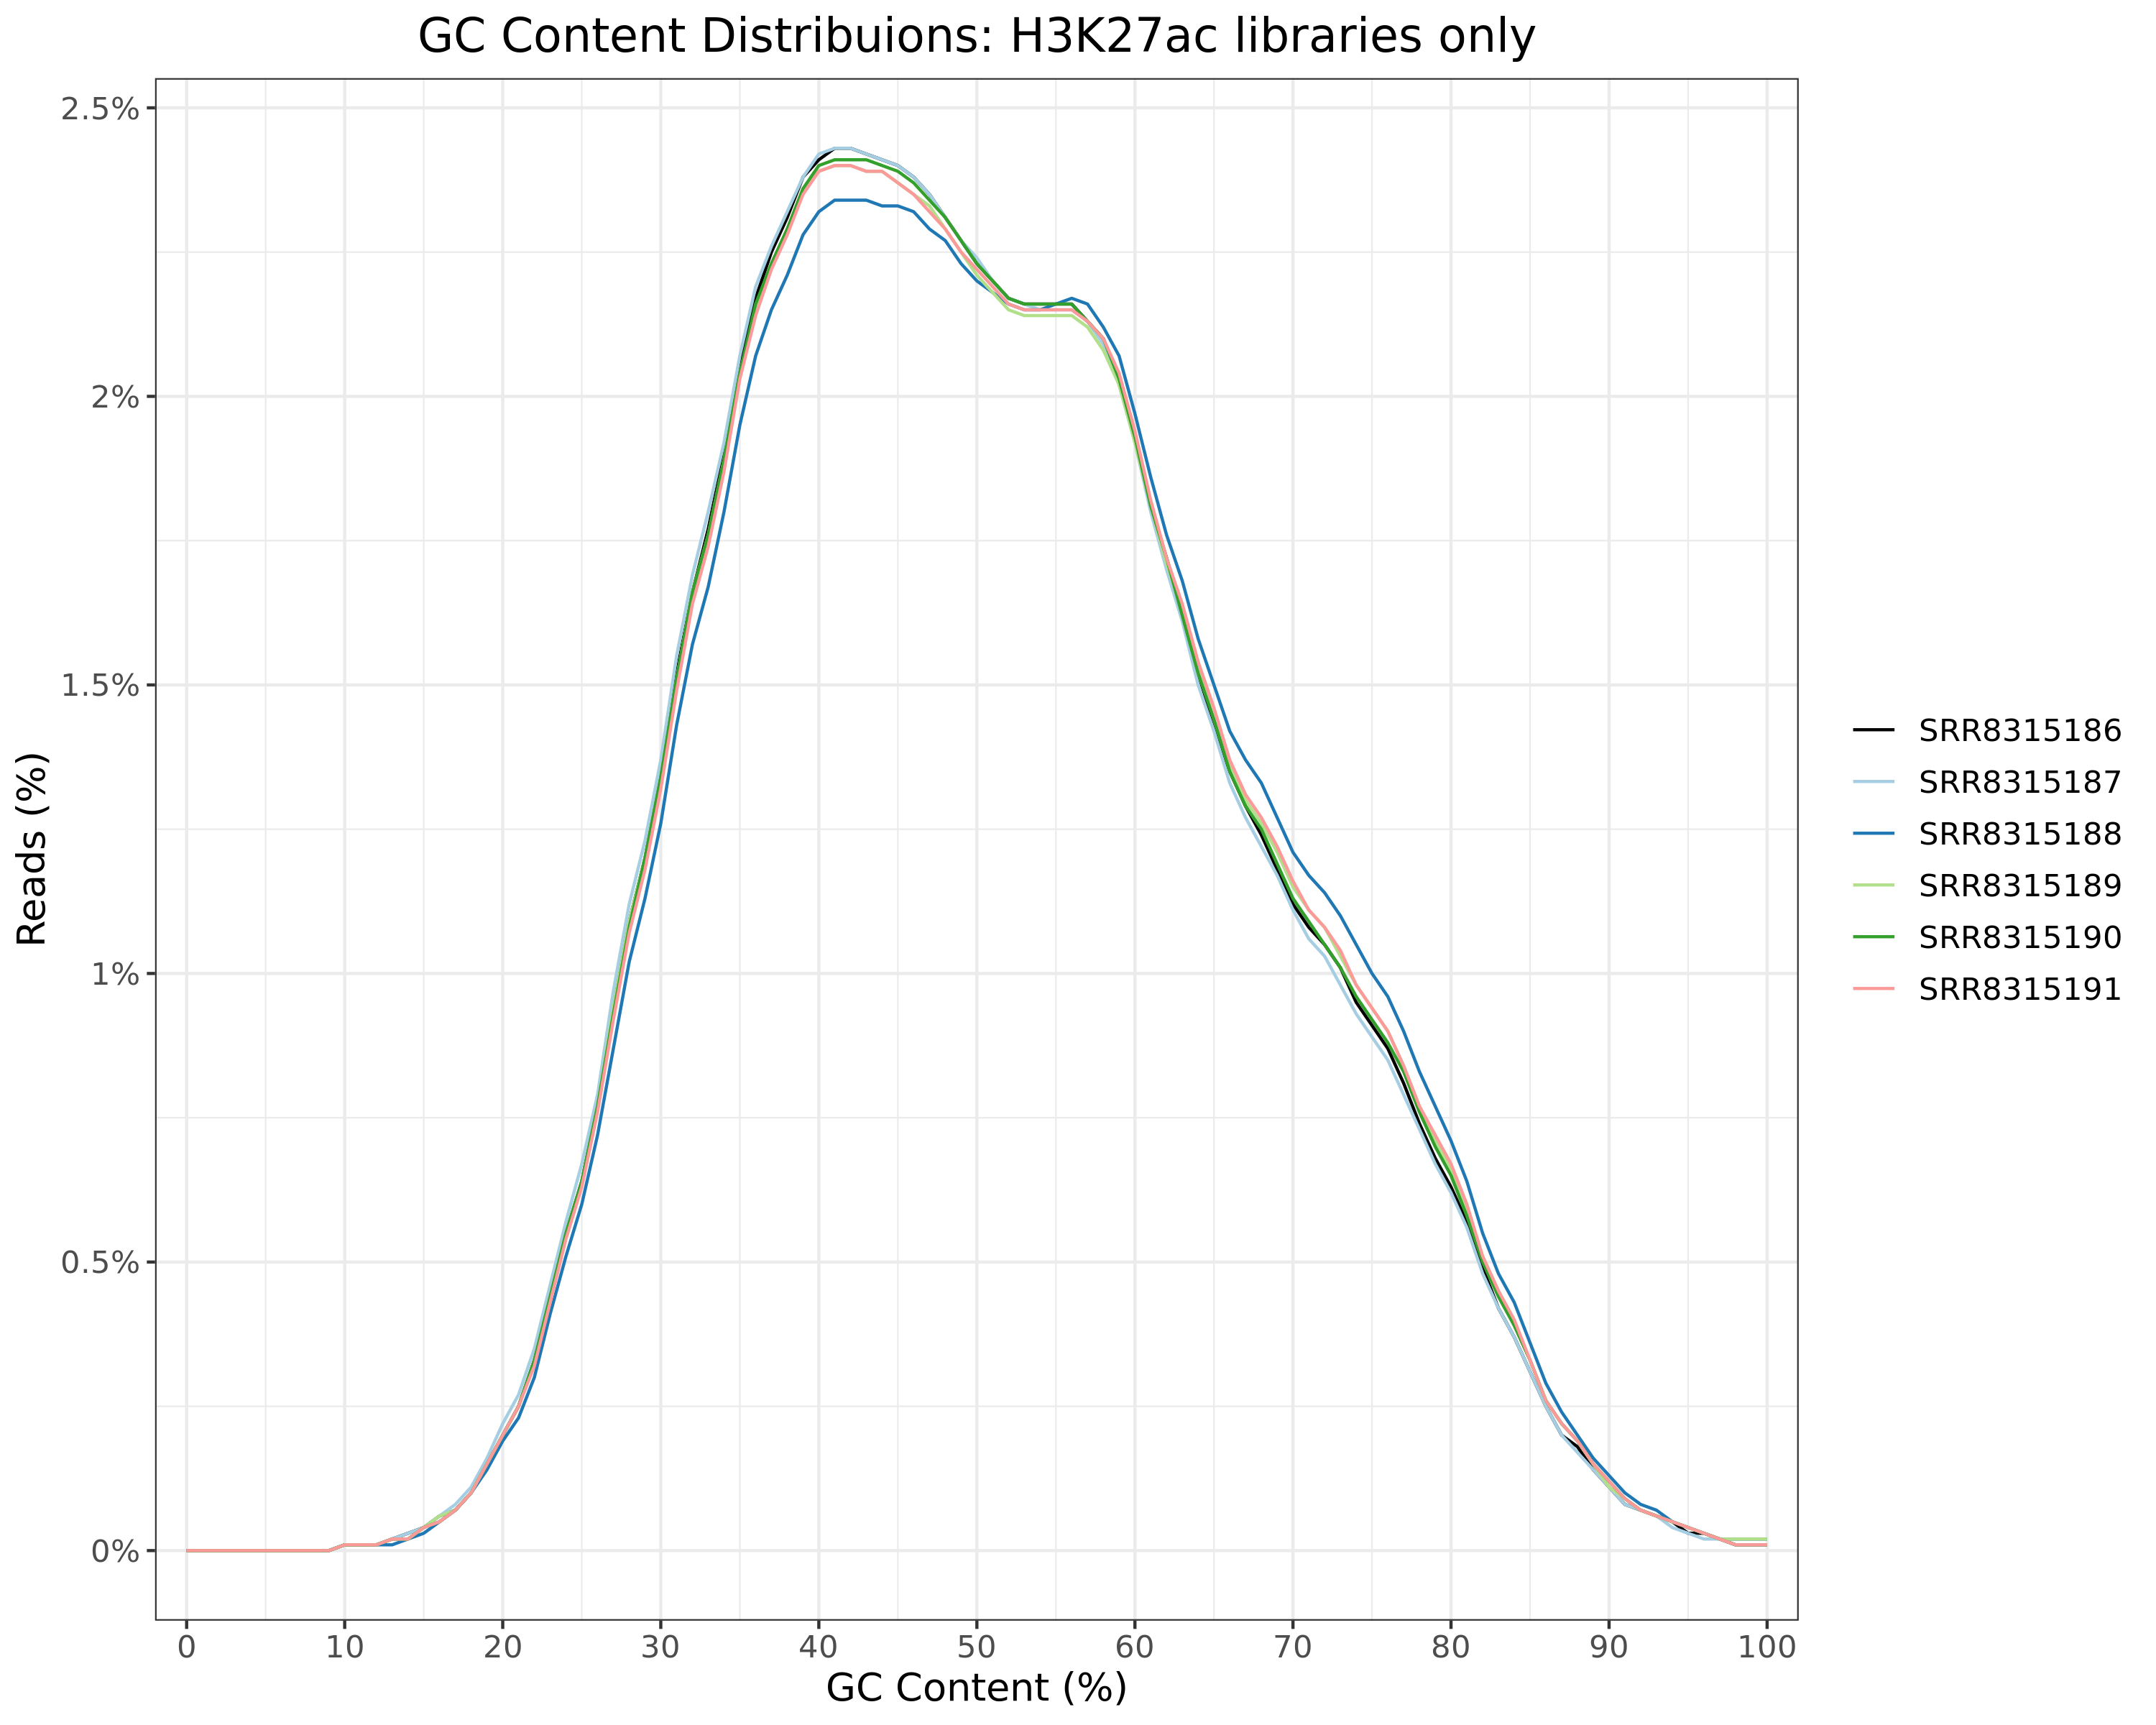 GC Content Distribuions: H3K27ac libraries only
2.5%
2%
1.5%
1%
0.5%
0%
Reads (%)
0 10 20 30 40 50 60 70 80 90 100
GC Content (%)
SRR8315186
SRR8315187
SRR8315188
SRR8315189
SRR8315190
SRR8315191